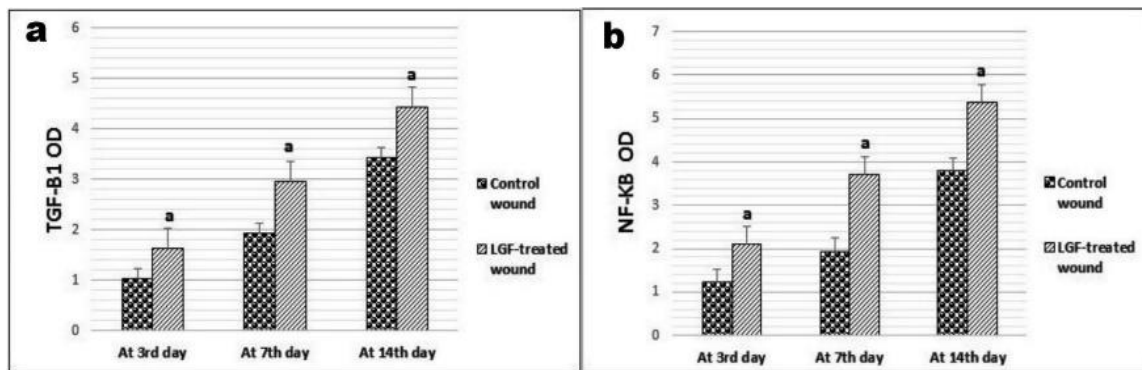 a
6
5
4
3
2
1
0
TGF-B1 OD
a
a
a
At 3rd day
At 7th day
At 14th day
Control
wound
LGF-treated
wound
b
7
6
5
4
3
2
1
0
NF-KB OD
a
a
a
At 3rd day
At 7th day
At 14th day
Control
wound
LGF-treated
wound